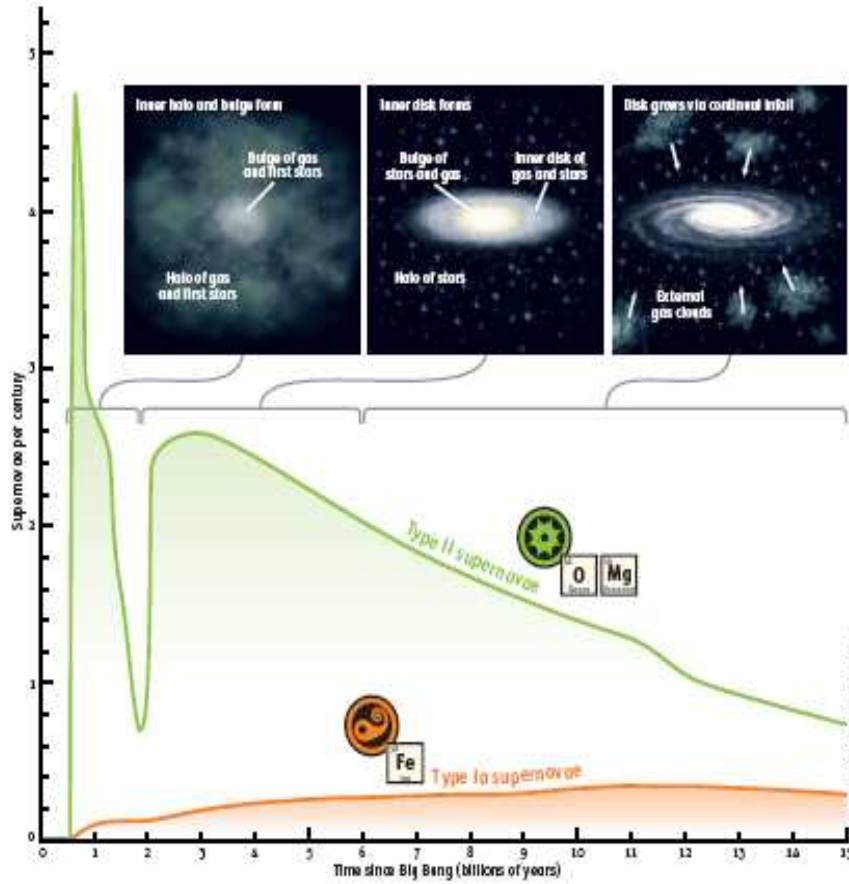 5
4
3
2
1
0
Supernovae per century
Inner halo and bulge form
Bulge of gas
and first stars
Halo of gas
and first stars
Inner disk forms
Bulge of
stars and gas
Inner disk of
gas and stars
Halo of stars
Disk grows via continual infall
External
gas clouds
Type II supernovae
O
Mg
Fe
Type Ia supernovae
0 1 2 3 4 5 6 7 8 9 10 11 12 13 14 15
Time since Big Bang (billions of years)